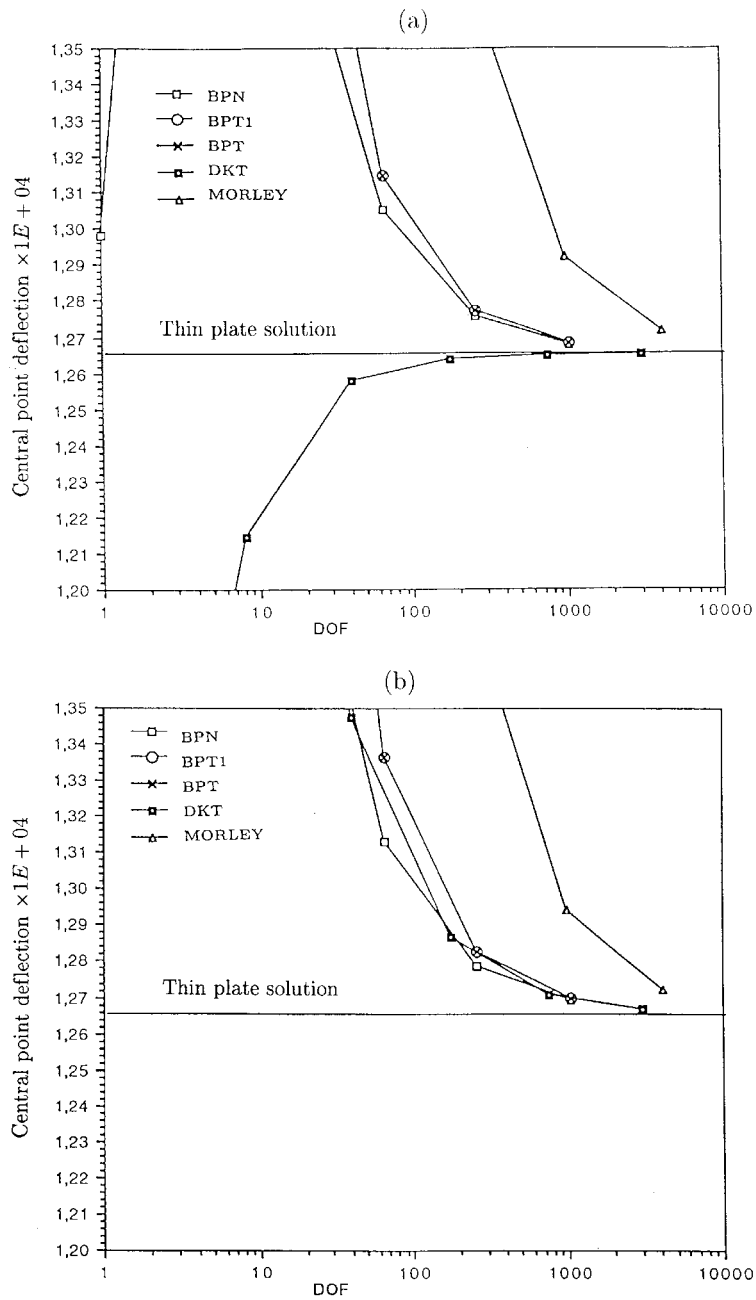 (a)
Central point deflection ×1E + 04
1,35
1,34
1,33
1,32
1,31
1,30
1,29
1,28
1,27
1,26
1,25
1,24
1,23
1,22
1,21
1,20
BPN
BPT1
BPT
DKT
MORLEY
Thin plate solution
1
10
100
1000
10000
DOF
(b)
Central point deflection ×1E + 04
1,35
1,34
1,33
1,32
1,31
1,30
1,29
1,28
1,27
1,26
1,25
1,24
1,23
1,22
1,21
1,20
BPN
BPT1
BPT
DKT
MORLEY
Thin plate solution
1
10
100
1000
10000
DOF